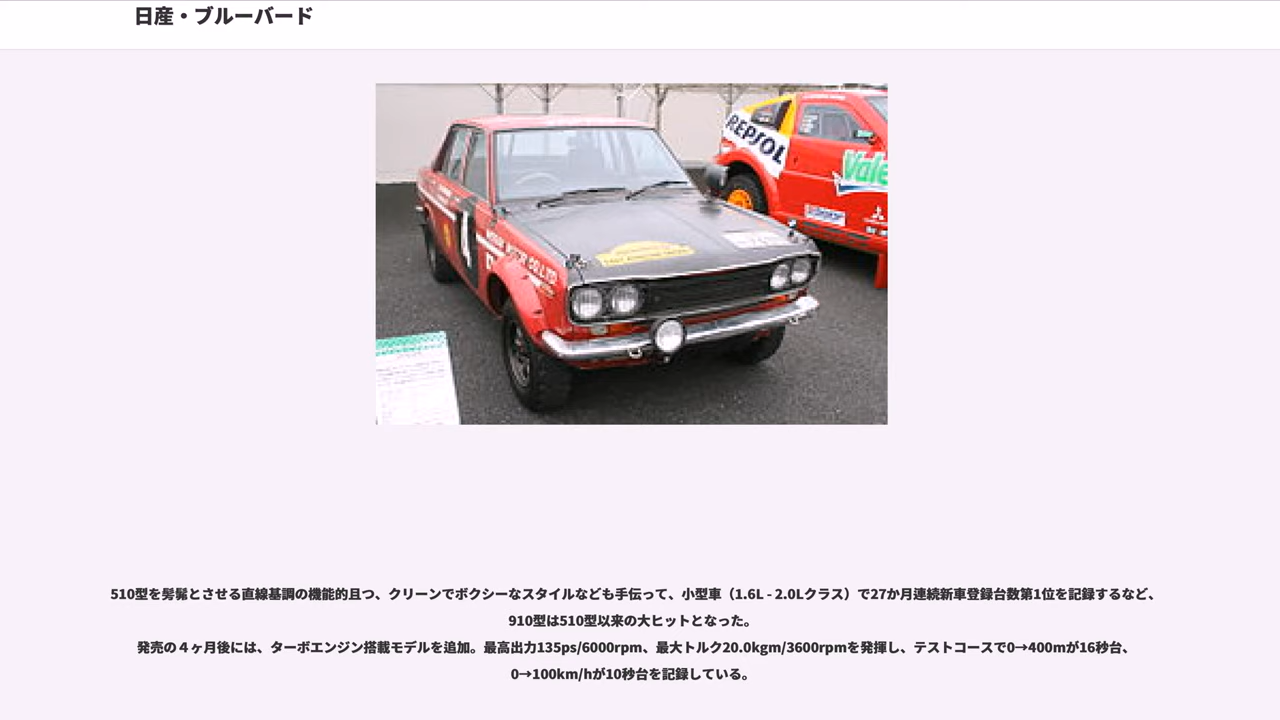 日産・ブルーバード
REPSOL
Vale
4
NISSAN MOTOR CO.,LTD
510型を髣髴とさせる直線基調の機能的且つ、クリーンでボクシーなスタイルなども手伝って、小型車（1.6L - 2.0Lクラス）で27か月連続新車登録台数第1位を記録するなど、
910型は510型以来の大ヒットとなった。
発売の４ヶ月後には、ターボエンジン搭載モデルを追加。最高出力135ps/6000rpm、最大トルク20.0kgm/3600rpmを発揮し、テストコースで0→400mが16秒台、
0→100km/hが10秒台を記録している。